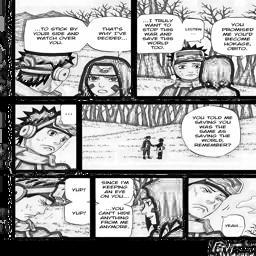 YOU
PROMISED
ME YOU'D
BECOME
HOKAGE,
OBITO.
LISTEN.
...I TRULY
WANT TO
STOP THIS
WAR AND
SAVE THIS
WORLD
TOO.
THAT'S
WHY I'VE
DECIDED...
...TO STICK
BY YOUR
SIDE AND
WATCH OVER
YOU.
YOU TOLD ME
SAVING YOU
WAS THE
SAME AS
SAVING THE
WORLD,
REMEMBER?
...
YEAH.
SINCE I'M
KEEPING
AN EYE
ON YOU...
...YOU
CAN'T HIDE
ANYTHING
FROM ME
ANYMORE.
YUP!
YUP!